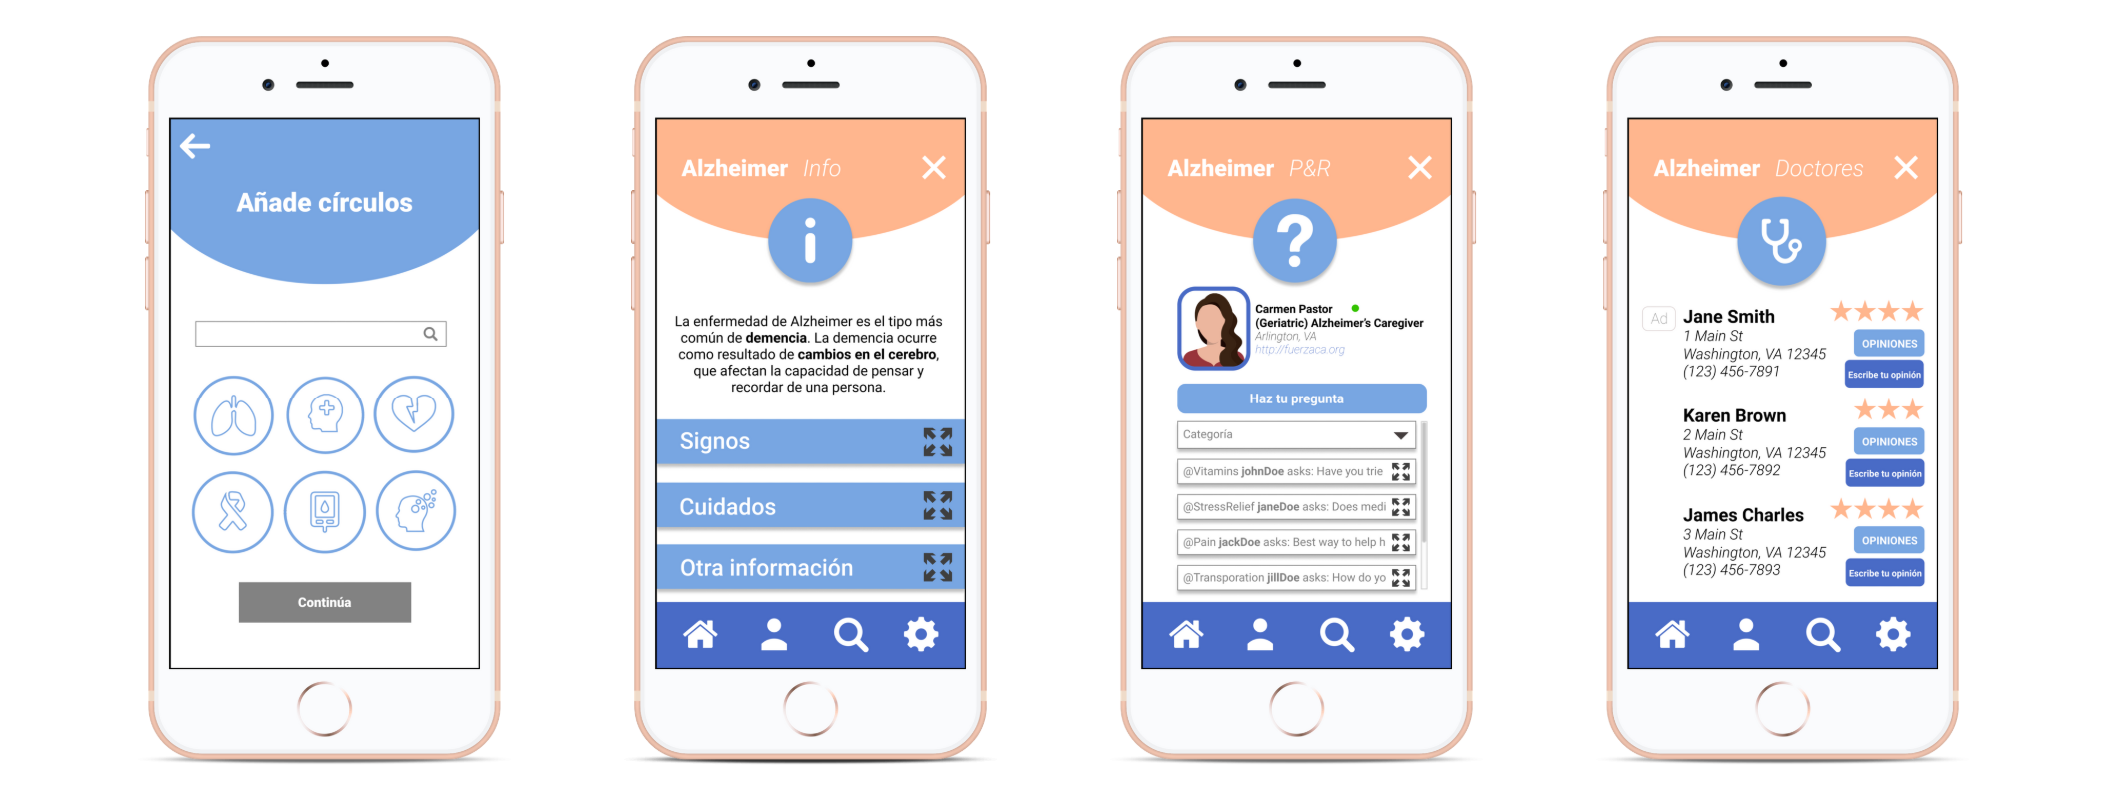 Añade círculos
Continúa
Alzheimer Info
La enfermedad de Alzheimer es el tipo más
común de demencia. La demencia ocurre
como resultado de cambios en el cerebro,
que afectan la capacidad de pensar y
recordar de una persona.
Signos
Cuidados
Otra información
Alzheimer P&R
Carmen Pastor
(Geriatric) Alzheimer's Caregiver
Arlington, VA
http://fuerzaca.org
Haz tu pregunta
Categoría
@Vitamins johnDoe asks: Have you trie
@StressRelief janeDoe asks: Does medi
@Pain jackDoe asks: Best way to help h
@Transporation jillDoe asks: How do yo
Alzheimer Doctores
Ad
Jane Smith
1 Main St
Washington, VA 12345
(123) 456-7891
OPINIONES
Escribe tu opinión
Karen Brown
2 Main St
Washington, VA 12345
(123) 456-7892
OPINIONES
Escribe tu opinión
James Charles
3 Main St
Washington, VA 12345
(123) 456-7893
OPINIONES
Escribe tu opinión